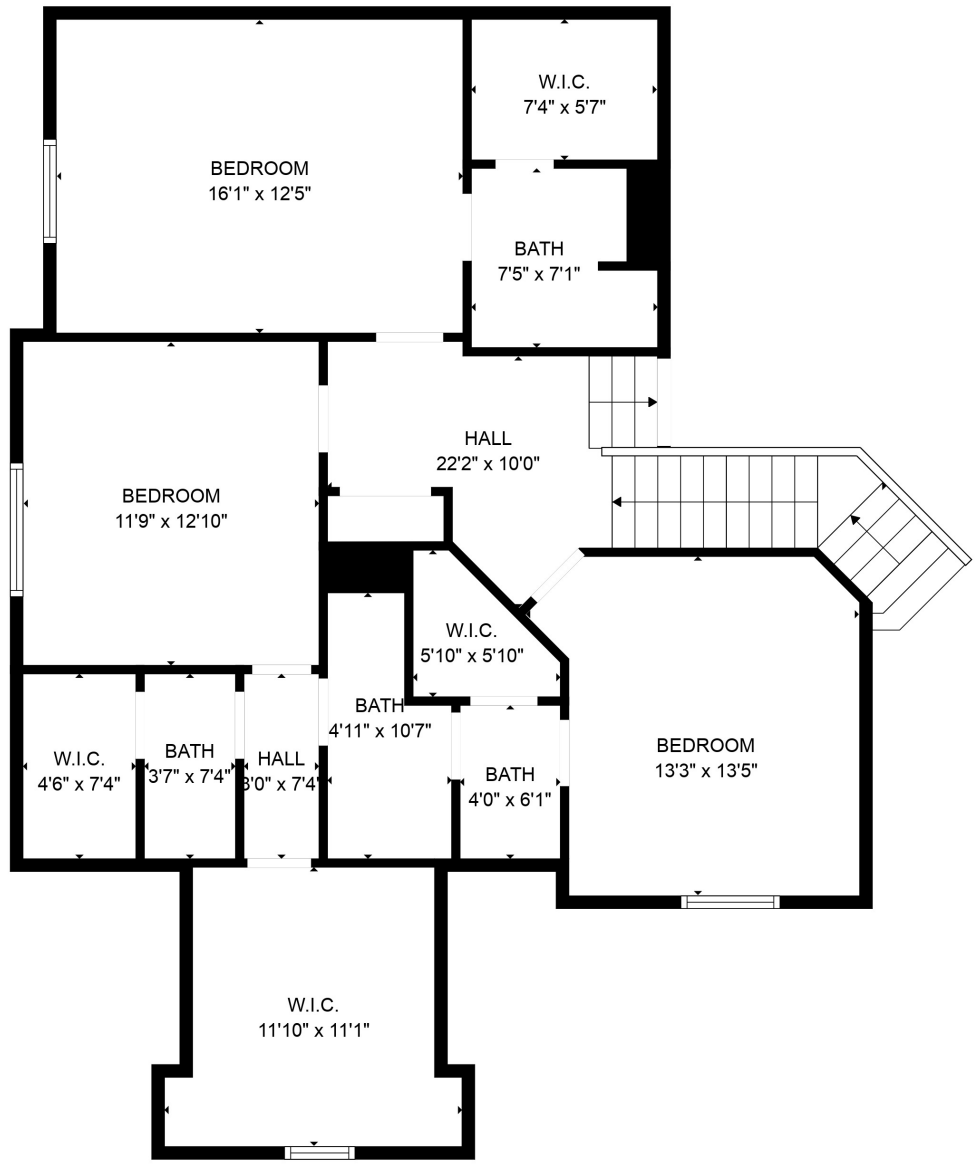 W.I.C.
7'4" x 5'7"
BEDROOM
16'1" x 12'5"
BATH
7'5" x 7'1"
HALL
22'2" x 10'0"
BEDROOM
11'9" x 12'10"
W.I.C.
5'10" x 5'10"
BATH
4'11" x 10'7"
BEDROOM
13'3" x 13'5"
W.I.C.
4'6" x 7'4"
BATH
3'7" x 7'4"
HALL
3'0" x 7'4"
BATH
4'0" x 6'1"
W.I.C.
11'10" x 11'1"